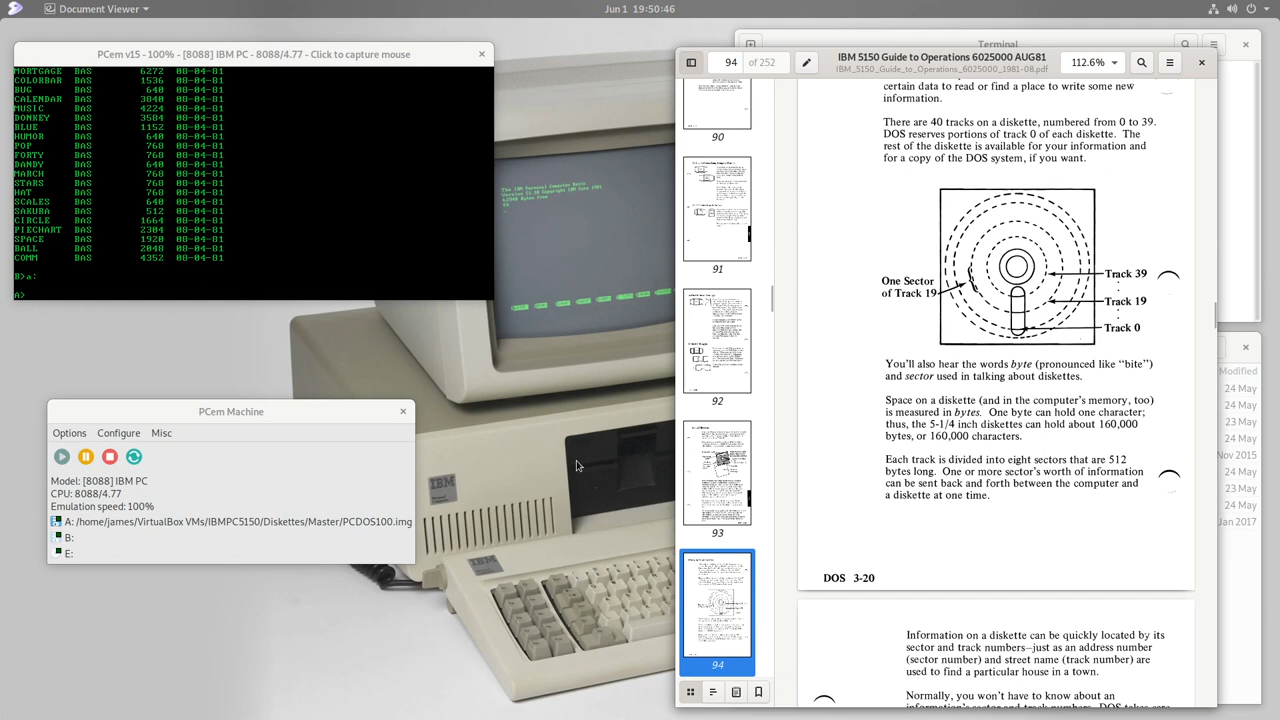 Document Viewer
Jun 1 19:50:46
PCem v15 - 100% - [8088] IBM PC - 8088/4.77 - Click to capture mouse
MORTGAGE BAS 6272 08-04-81
COLORBAR BAS 1536 08-04-81
BUG BAS 640 08-04-81
CALENDAR BAS 3840 08-04-81
MUSIC BAS 4224 08-04-81
DONKEY BAS 3584 08-04-81
BLUE BAS 1152 08-04-81
HUMOR BAS 640 08-04-81
POP BAS 768 08-04-81
FORTY BAS 768 08-04-81
DANDY BAS 640 08-04-81
MARCH BAS 768 08-04-81
STARS BAS 768 08-04-81
HAT BAS 768 08-04-81
SCALES BAS 640 08-04-81
SAKURA BAS 512 08-04-81
CIRCLE BAS 1664 08-04-81
PIECHART BAS 2304 08-04-81
SPACE BAS 1920 08-04-81
BALL BAS 2048 08-04-81
COMM BAS 4352 08-04-81
B>a:
A>
The IBM Personal Computer Basic
IBM
IBM
PCem Machine
Options Configure Misc
Model: [8088] IBM PC
CPU: 8088/4.77
Emulation speed: 100%
A: /home/james/VirtualBox VMs/IBMPC5150/Diskettes/Master/PCDOS100.img
B:
E:
Terminal
94 of 252
IBM 5150 Guide to Operations 6025000 AUG81
IBM_5150_Guide_to_Operations_6025000_1981-08.pdf
112.6%
90
91
92
93
94
certain data to read or find a place to write some new
information.
There are 40 tracks on a diskette, numbered from 0 to 39.
DOS reserves portions of track 0 of each diskette. The
rest of the diskette is available for your information and
for a copy of the DOS system, if you want.
One Sector
of Track 19
Track 39
Track 19
Track 0
You'll also hear the words byte (pronounced like “bite”)
and sector used in talking about diskettes.
Space on a diskette (and in the computer's memory, too)
is measured in bytes. One byte can hold one character;
thus, the 5-1/4 inch diskettes can hold about 160,000
bytes, or 160,000 characters.
Each track is divided into eight sectors that are 512
bytes long. One or more sector's worth of information
can be sent back and forth between the computer and
a diskette at one time.
DOS 3-20
Information on a diskette can be quickly located by its
sector and track numbers—just as an address number
(sector number) and street name (track number) are
used to find a particular house in a town.
Normally, you won't have to know about an
Modified
24 May
24 May
23 May
24 May
Nov 2015
24 May
23 May
23 May
24 May
Jan 2017